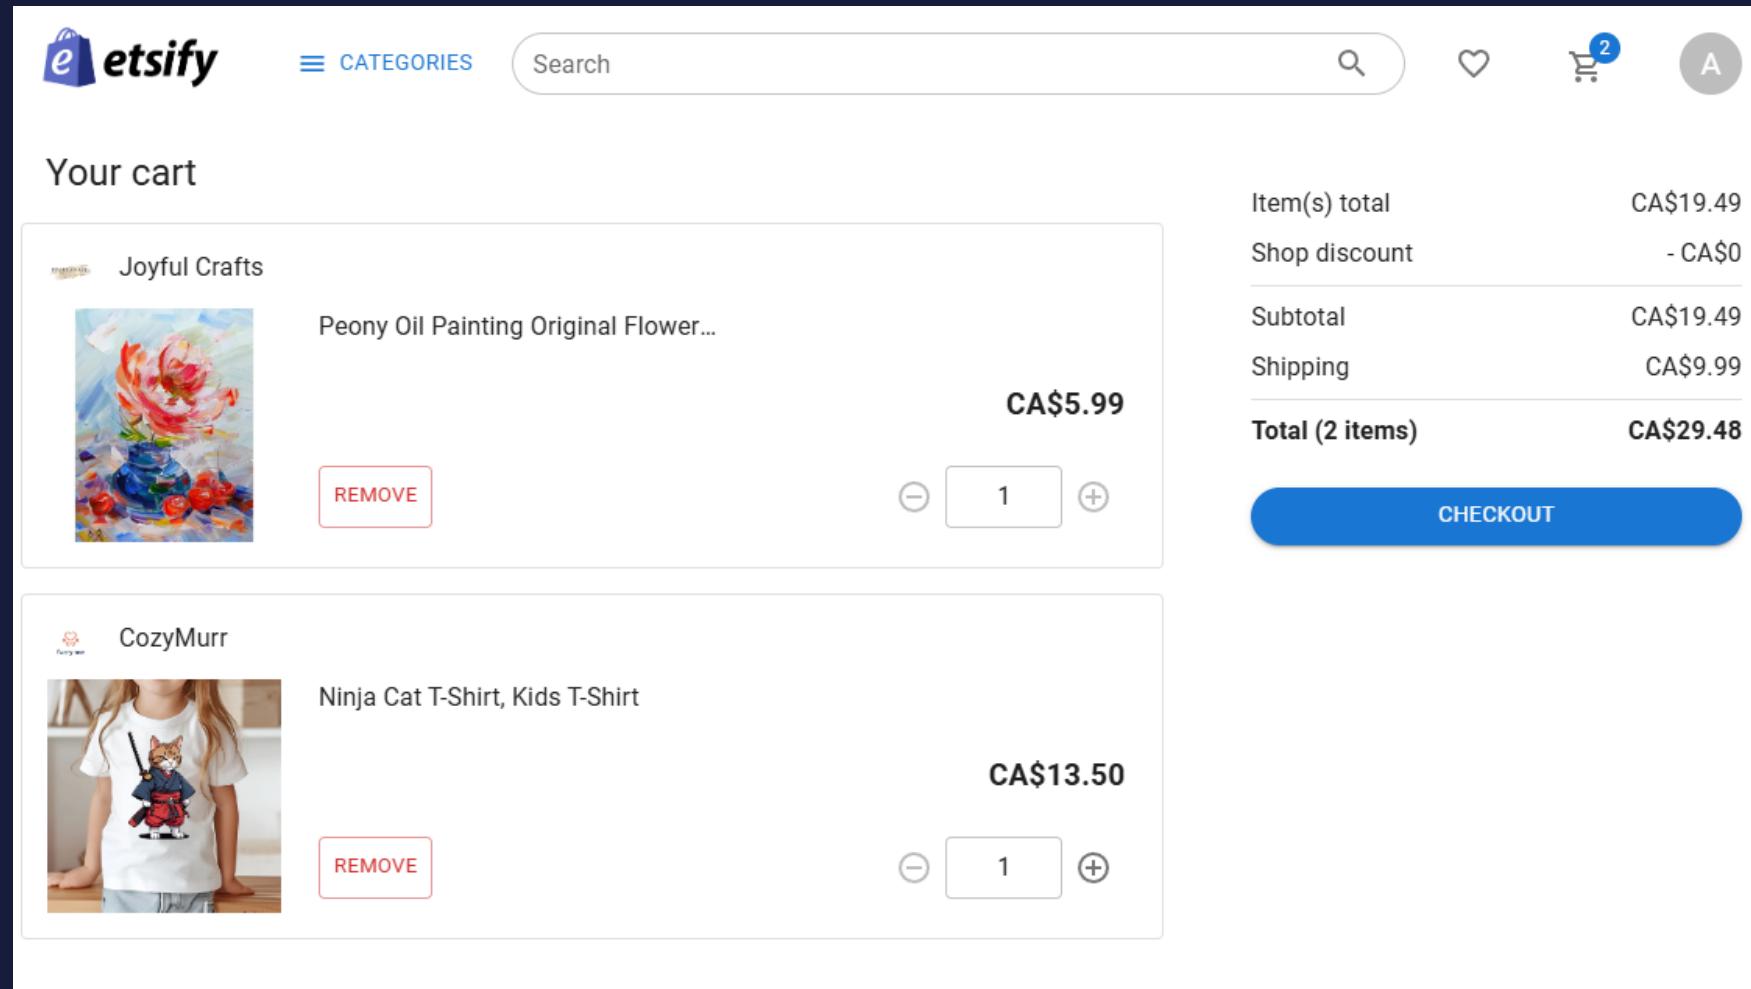 e etsify
CATEGORIES
Search
2
A
Your cart
Joyful Crafts
Peony Oil Painting Original Flower...
CA$5.99
REMOVE
1
CozyMurr
Ninja Cat T-Shirt, Kids T-Shirt
CA$13.50
REMOVE
1
Item(s) total CA$19.49
Shop discount - CA$0
Subtotal CA$19.49
Shipping CA$9.99
Total (2 items) CA$29.48
CHECKOUT